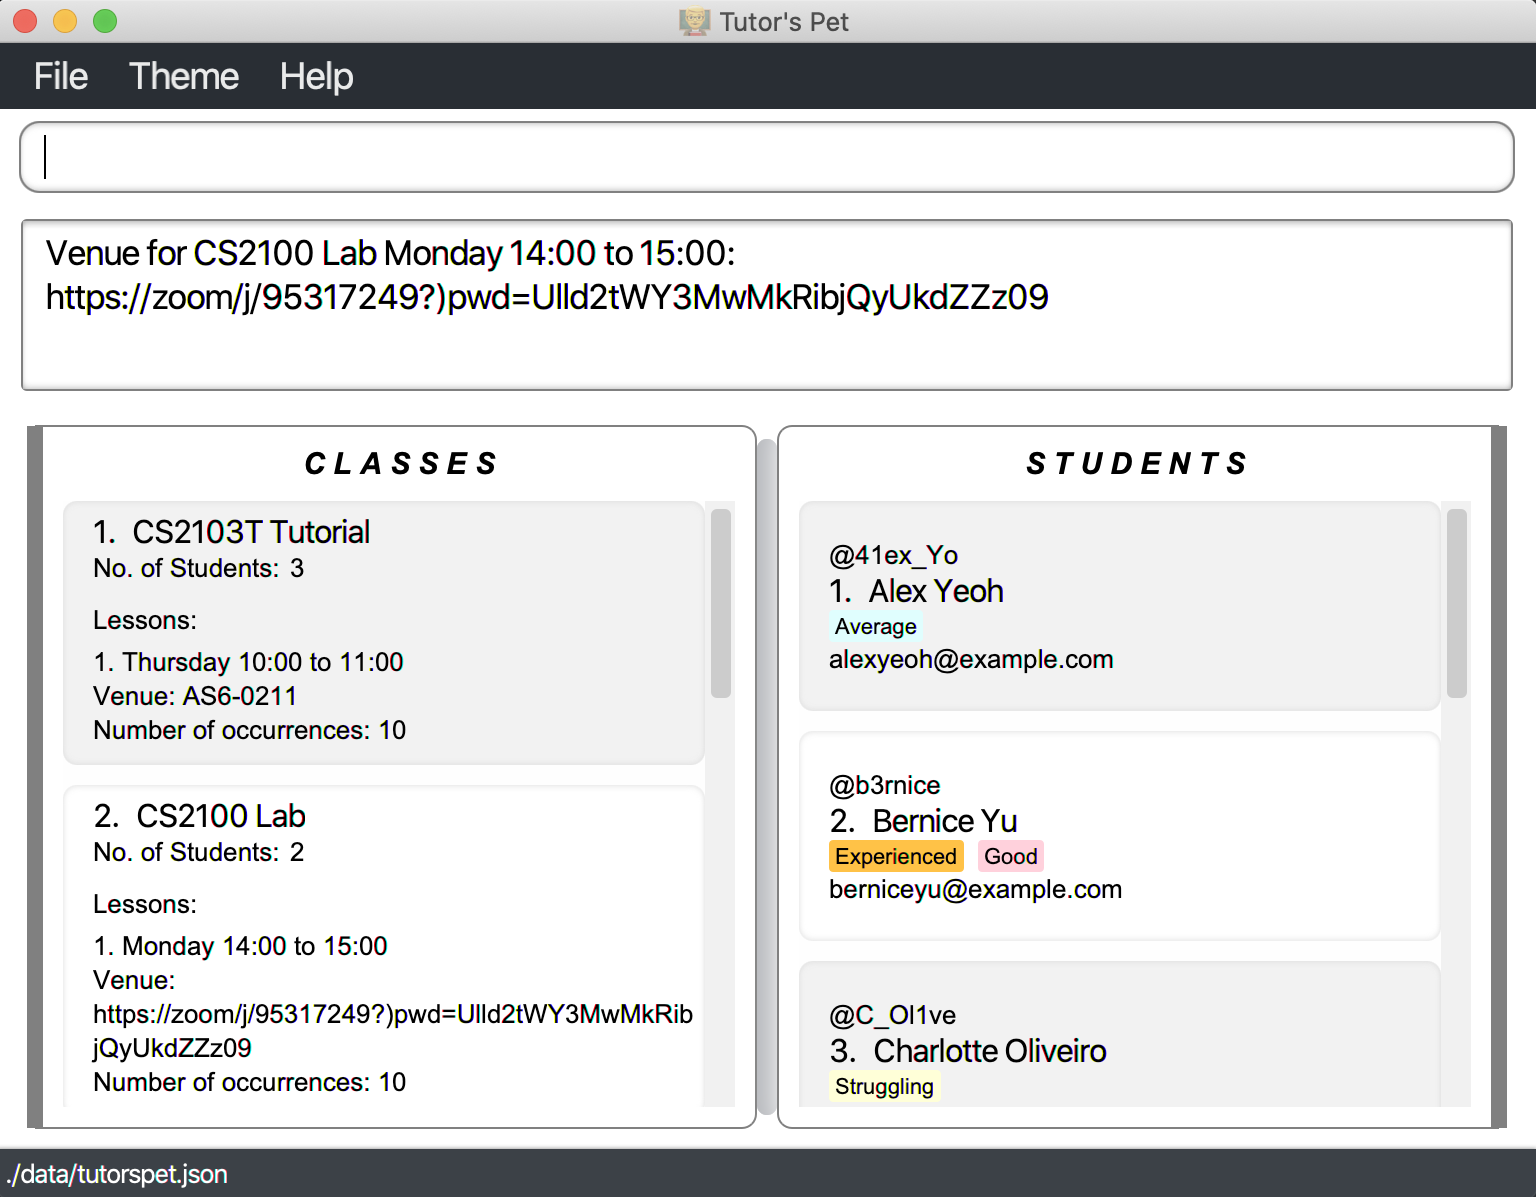 Tutor's Pet
File Theme Help
Venue for CS2100 Lab Monday 14:00 to 15:00:
https://zoom/j/95317249?)pwd=Ulld2tWY3MwMkRibjQyUkdZZz09
CLASSES
1. CS2103T Tutorial
No. of Students: 3
Lessons:
1. Thursday 10:00 to 11:00
Venue: AS6-0211
Number of occurrences: 10
2. CS2100 Lab
No. of Students: 2
Lessons:
1. Monday 14:00 to 15:00
Venue:
https://zoom/j/95317249?)pwd=Ulld2tWY3MwMkRib
jQyUkdZZz09
Number of occurrences: 10
STUDENTS
@41ex_Yo
1. Alex Yeoh
Average
alexyeoh@example.com
@b3rnice
2. Bernice Yu
Experienced Good
berniceyu@example.com
@C_Ol1ve
3. Charlotte Oliveiro
Struggling
./data/tutorspet.json